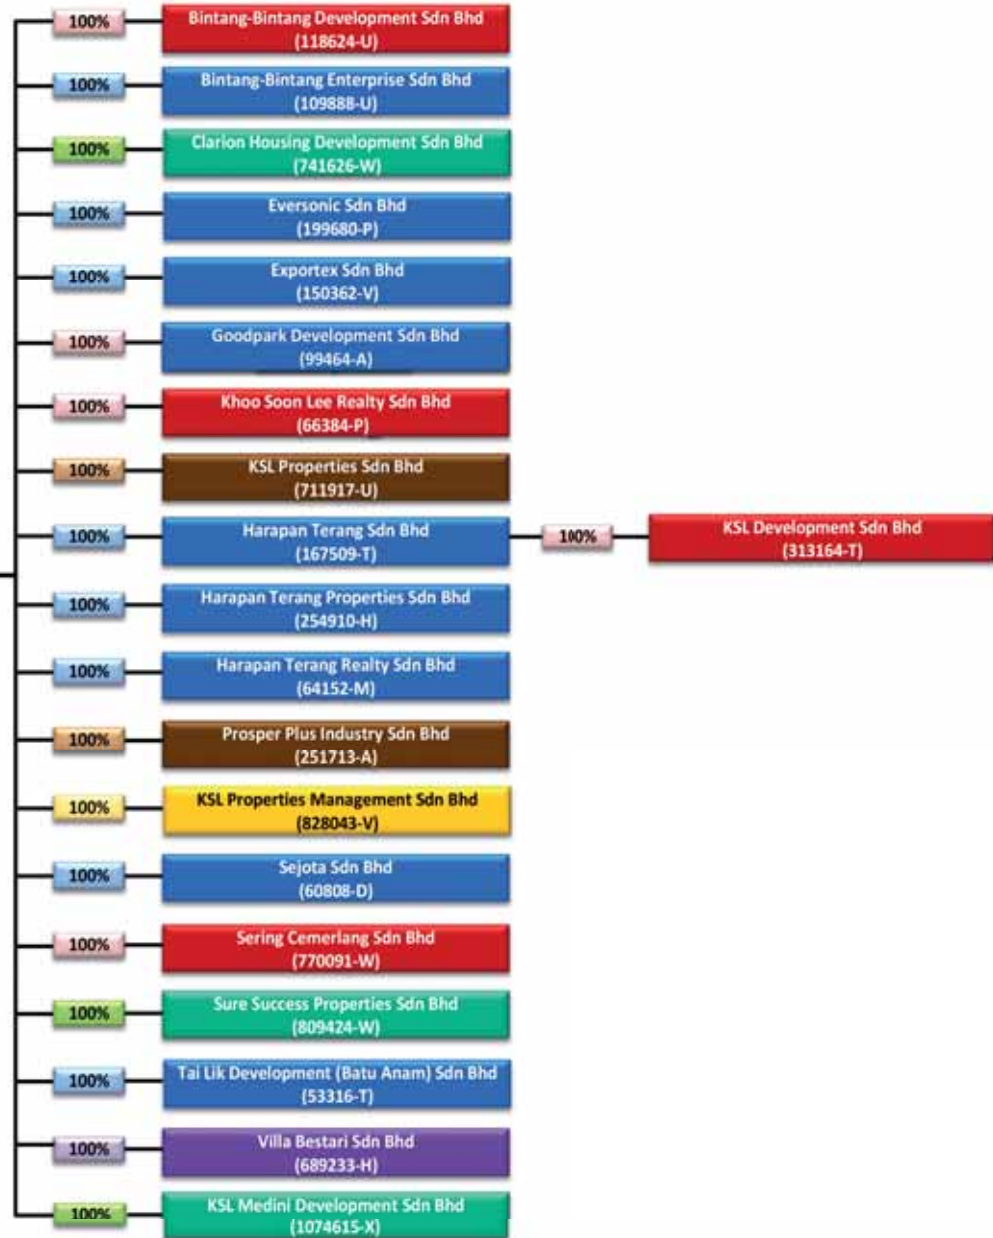 100%
Bintang-Bintang Development Sdn Bhd
(118624-U)
100%
Bintang-Bintang Enterprise Sdn Bhd
(109888-U)
100%
Clarion Housing Development Sdn Bhd
(741626-W)
100%
Eversonic Sdn Bhd
(199680-P)
100%
Exportex Sdn Bhd
(150362-V)
100%
Goodpark Development Sdn Bhd
(99464-A)
100%
Khoo Soon Lee Realty Sdn Bhd
(66384-P)
100%
KSL Properties Sdn Bhd
(711917-U)
100%
Harapan Terang Sdn Bhd
(167509-T)
100%
KSL Development Sdn Bhd
(313164-T)
100%
Harapan Terang Properties Sdn Bhd
(254910-H)
100%
Harapan Terang Realty Sdn Bhd
(64152-M)
100%
Prosper Plus Industry Sdn Bhd
(251713-A)
100%
KSL Properties Management Sdn Bhd
(828043-V)
100%
Sejota Sdn Bhd
(60808-D)
100%
Sering Cemerlang Sdn Bhd
(770091-W)
100%
Sure Success Properties Sdn Bhd
(809424-W)
100%
Tai Lik Development (Batu Anam) Sdn Bhd
(53316-T)
100%
Villa Bestari Sdn Bhd
(689233-H)
100%
KSL Medini Development Sdn Bhd
(1074615-X)